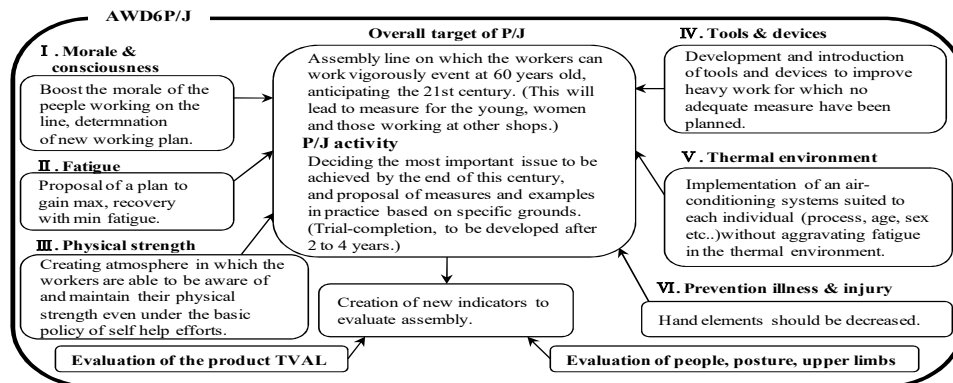 AWD6P/J
Ⅰ. Morale &
consciousness
Boost the morale of the
peeple working on the
line, determnation
of new working plan.
Ⅱ. Fatigue
Proposal of a plan to
gain max, recovery
with min fatigue.
Ⅲ. Physical strength
Creating atmosphere in which the
workers are able to be aware of
and maintain their physical
strength even under the basic
policy of self help efforts.
Overall target of P/J
Assembly line on which the workers can
work vigorously event at 60 years old,
anticipating the 21st century. (This will
lead to measure for the young, women
and those working at other shops.)
P/J activity
Deciding the most important issue to be
achieved by the end of this century,
and proposal of measures and examples
in practice based on specific grounds.
(Trial-completion, to be developed after
2 to 4 years.)
Creation of new indicators to
evaluate assembly.
Ⅳ. Tools & devices
Development and introduction
of tools and devices to improve
heavy work for which no
adequate measure have been
planned.
Ⅴ. Thermal environment
Implementation of an air-
conditioning systems suited to
each individual (process, age, sex
etc..)without aggravating fatigue
in the thermal environment.
Ⅵ. Prevention illness & injury
Hand elements should be decreased.
Evaluation of the product TVAL
Evaluation of people, posture, upper limbs